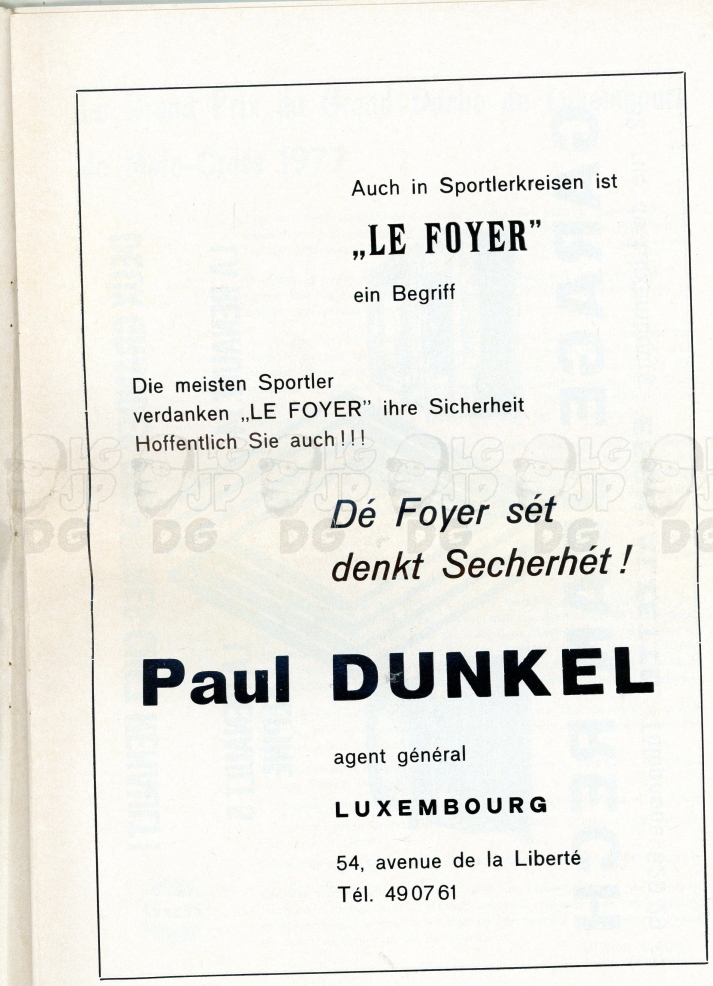 Auch in Sportlerkreisen ist
„LE FOYER”
ein Begriff
Die meisten Sportler
verdanken „LE FOYER” ihre Sicherheit
Hoffentlich Sie auch!!!
Dé Foyer sét
denkt Secherhét!
Paul DUNKEL
agent général
LUXEMBOURG
54, avenue de la Liberté
Tél. 490761